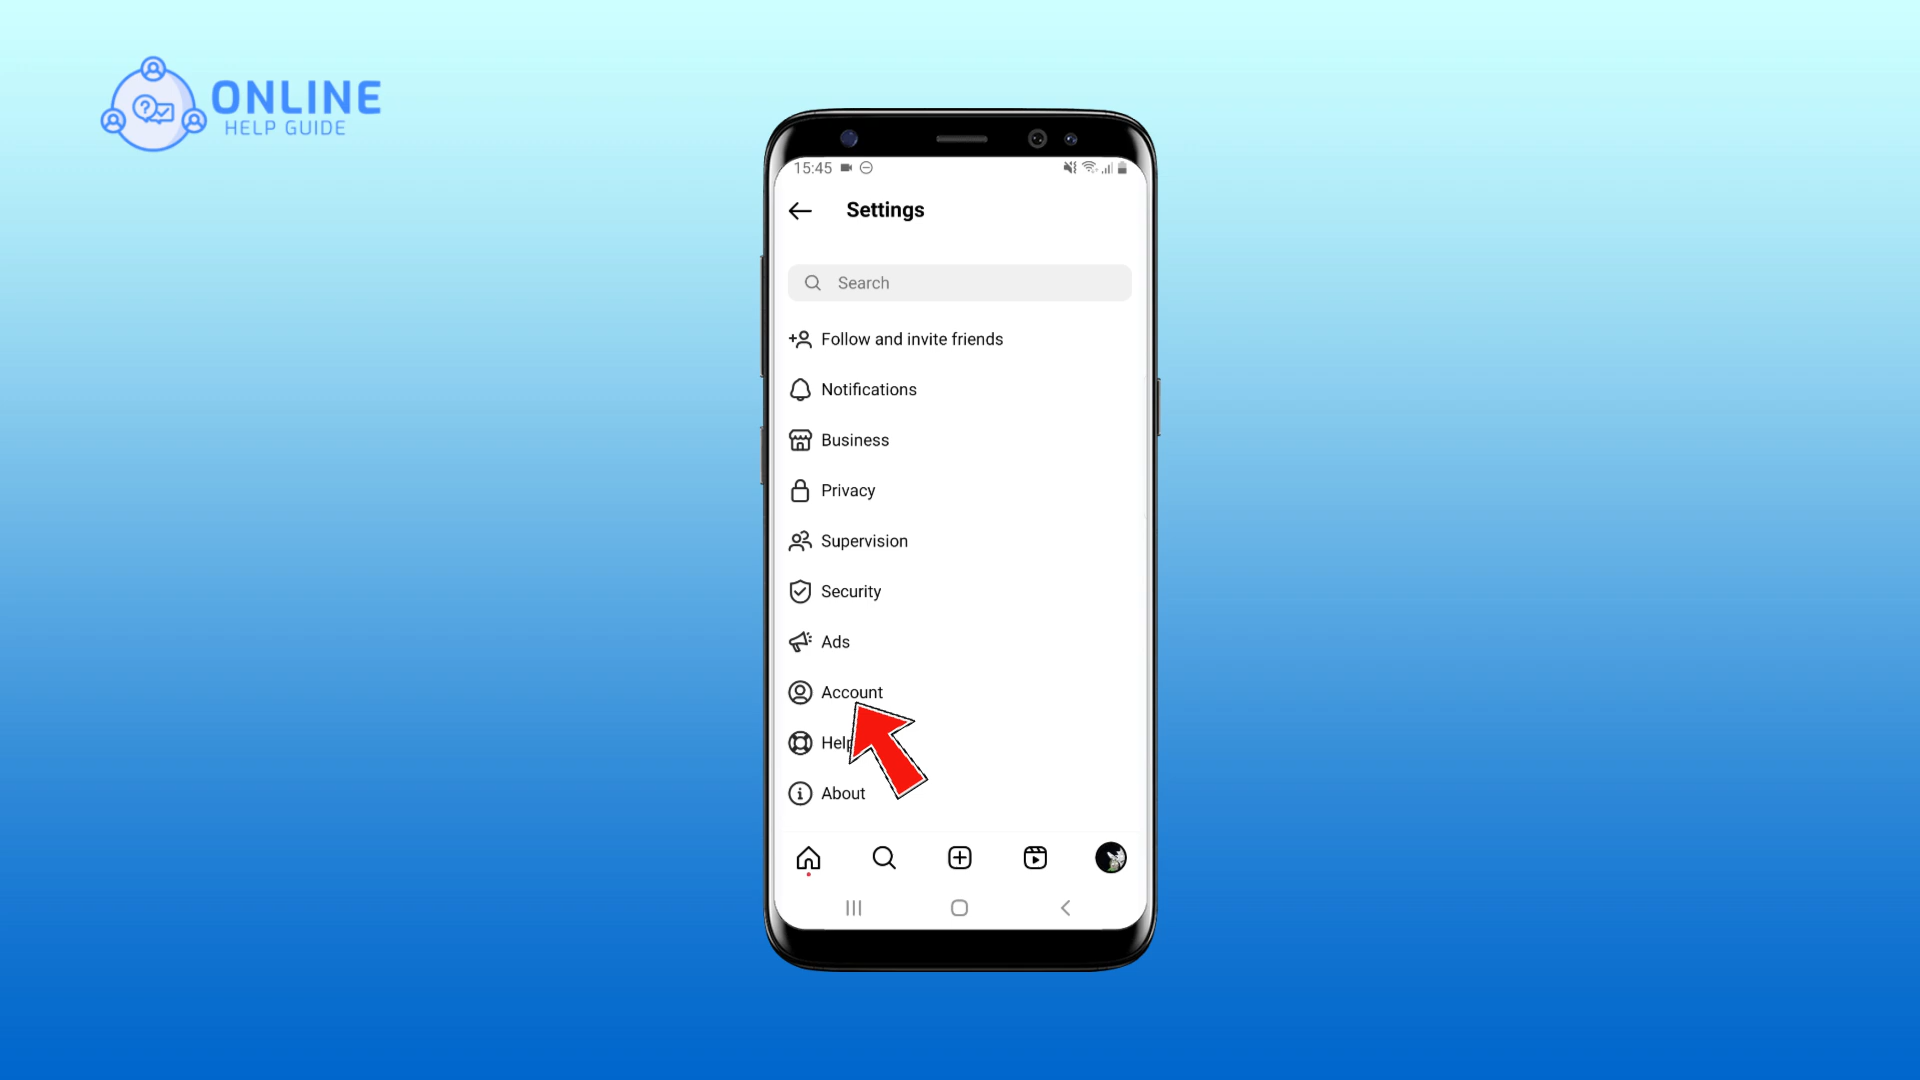 ONLINE
HELP GUIDE
15:45
Settings
Search
Follow and invite friends
Notifications
Business
Privacy
Supervision
Security
Ads
Account
Help
About